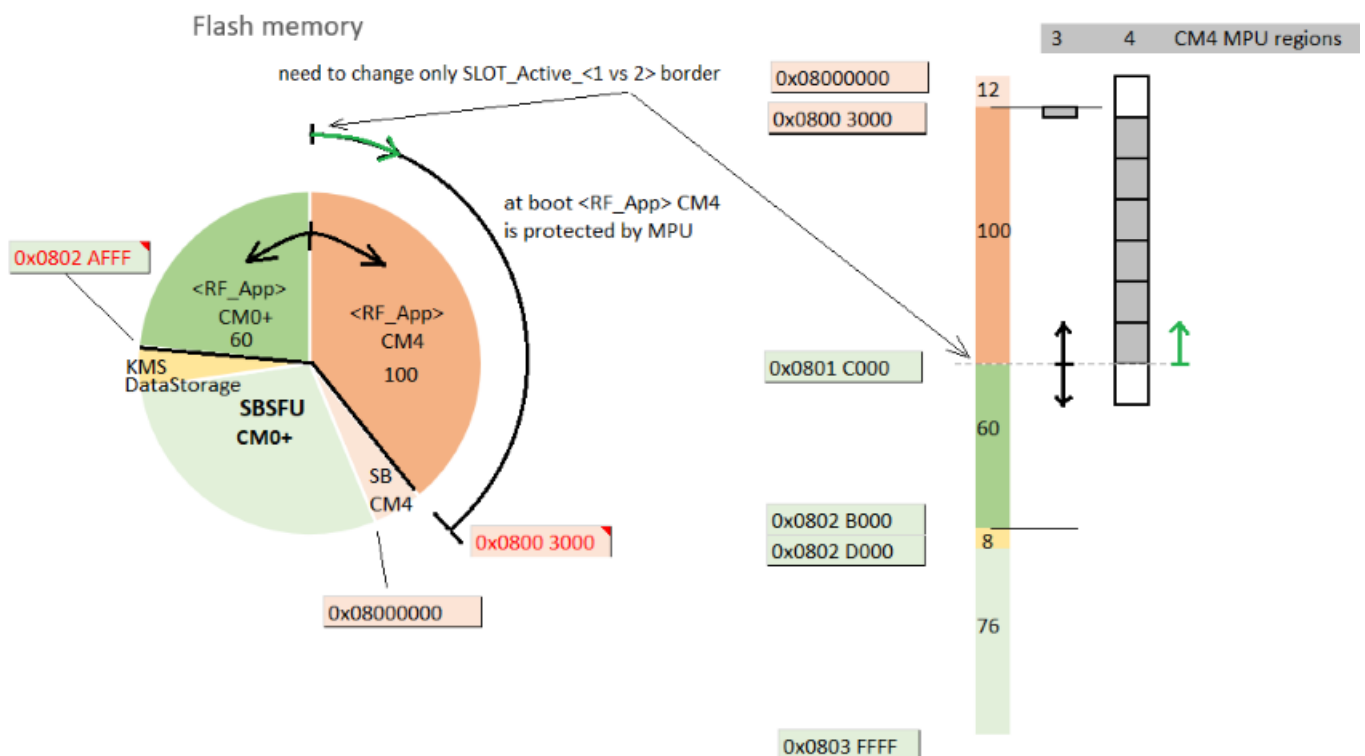 Flash memory
need to change only SLOT_Active_<1 vs 2> border
at boot <RF_App> CM4
is protected by MPU
0x0802 AFFF
<RF_App>
CM0+
60
<RF_App>
CM4
100
KMS
DataStorage
SBSFU
CM0+
SB
CM4
0x0800 3000
0x08000000
3 4 CM4 MPU regions
0x08000000
12
0x0800 3000
100
0x0801 C000
60
0x0802 B000
8
0x0802 D000
76
0x0803 FFFF